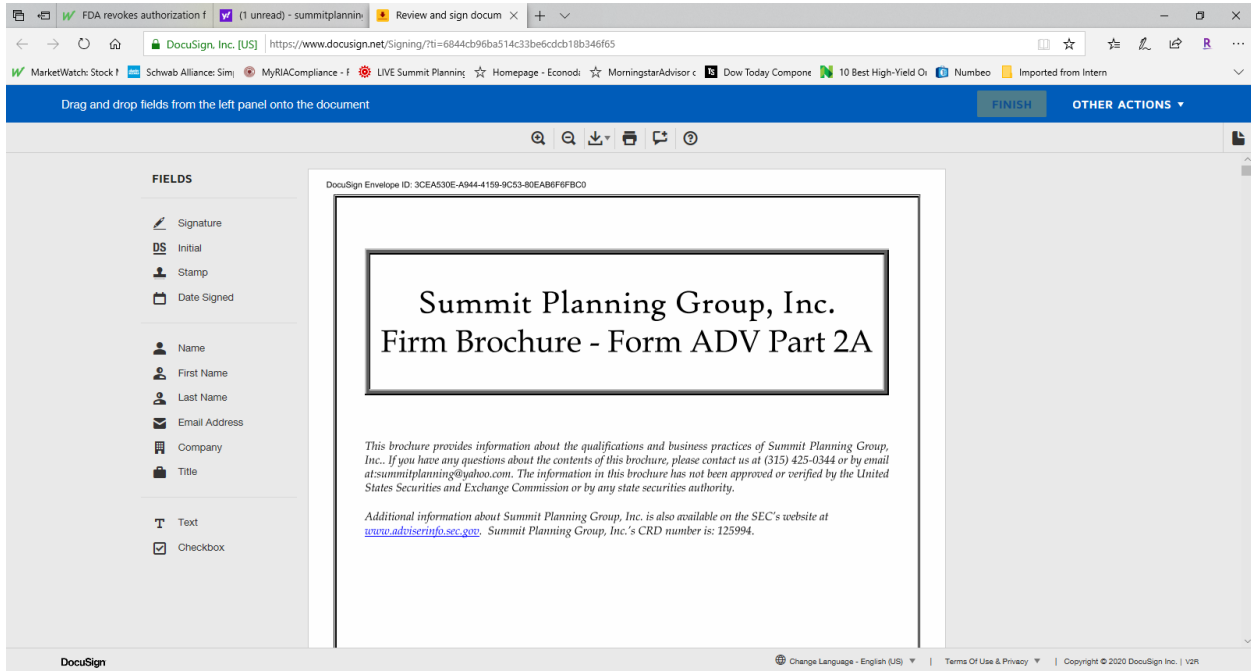 FDA revokes authorization f
(1 unread) - summitplanning
Review and sign docum
DocuSign, Inc. [US] https://www.docusign.net/Signing/?ti=6844cb96ba514c33be6cdcb18b346f65
MarketWatch: Stock M Schwab Alliance: Sim MyRIACompliance - F LIVE Summit Planning Homepage - Econoda MorningstarAdvisor c Dow Today Compone 10 Best High-Yield O Numbeo Imported from Intern
Drag and drop fields from the left panel onto the document FINISH OTHER ACTIONS
FIELDS
Signature
DS Initial
Stamp
Date Signed
Name
First Name
Last Name
Email Address
Company
Title
T Text
Checkbox
DocuSign Envelope ID: 3CEA530E-A944-4159-9C53-80EAB6F6FBC0
Summit Planning Group, Inc.
Firm Brochure - Form ADV Part 2A
This brochure provides information about the qualifications and business practices of Summit Planning Group,
Inc.. If you have any questions about the contents of this brochure, please contact us at (315) 425-0344 or by email
at:summitplanning@yahoo.com. The information in this brochure has not been approved or verified by the United
States Securities and Exchange Commission or by any state securities authority.
Additional information about Summit Planning Group, Inc. is also available on the SEC's website at
www.adviserinfo.sec.gov. Summit Planning Group, Inc.'s CRD number is: 125994.
DocuSign Change Language - English (US) | Terms Of Use & Privacy | Copyright © 2020 DocuSign Inc. | V2R